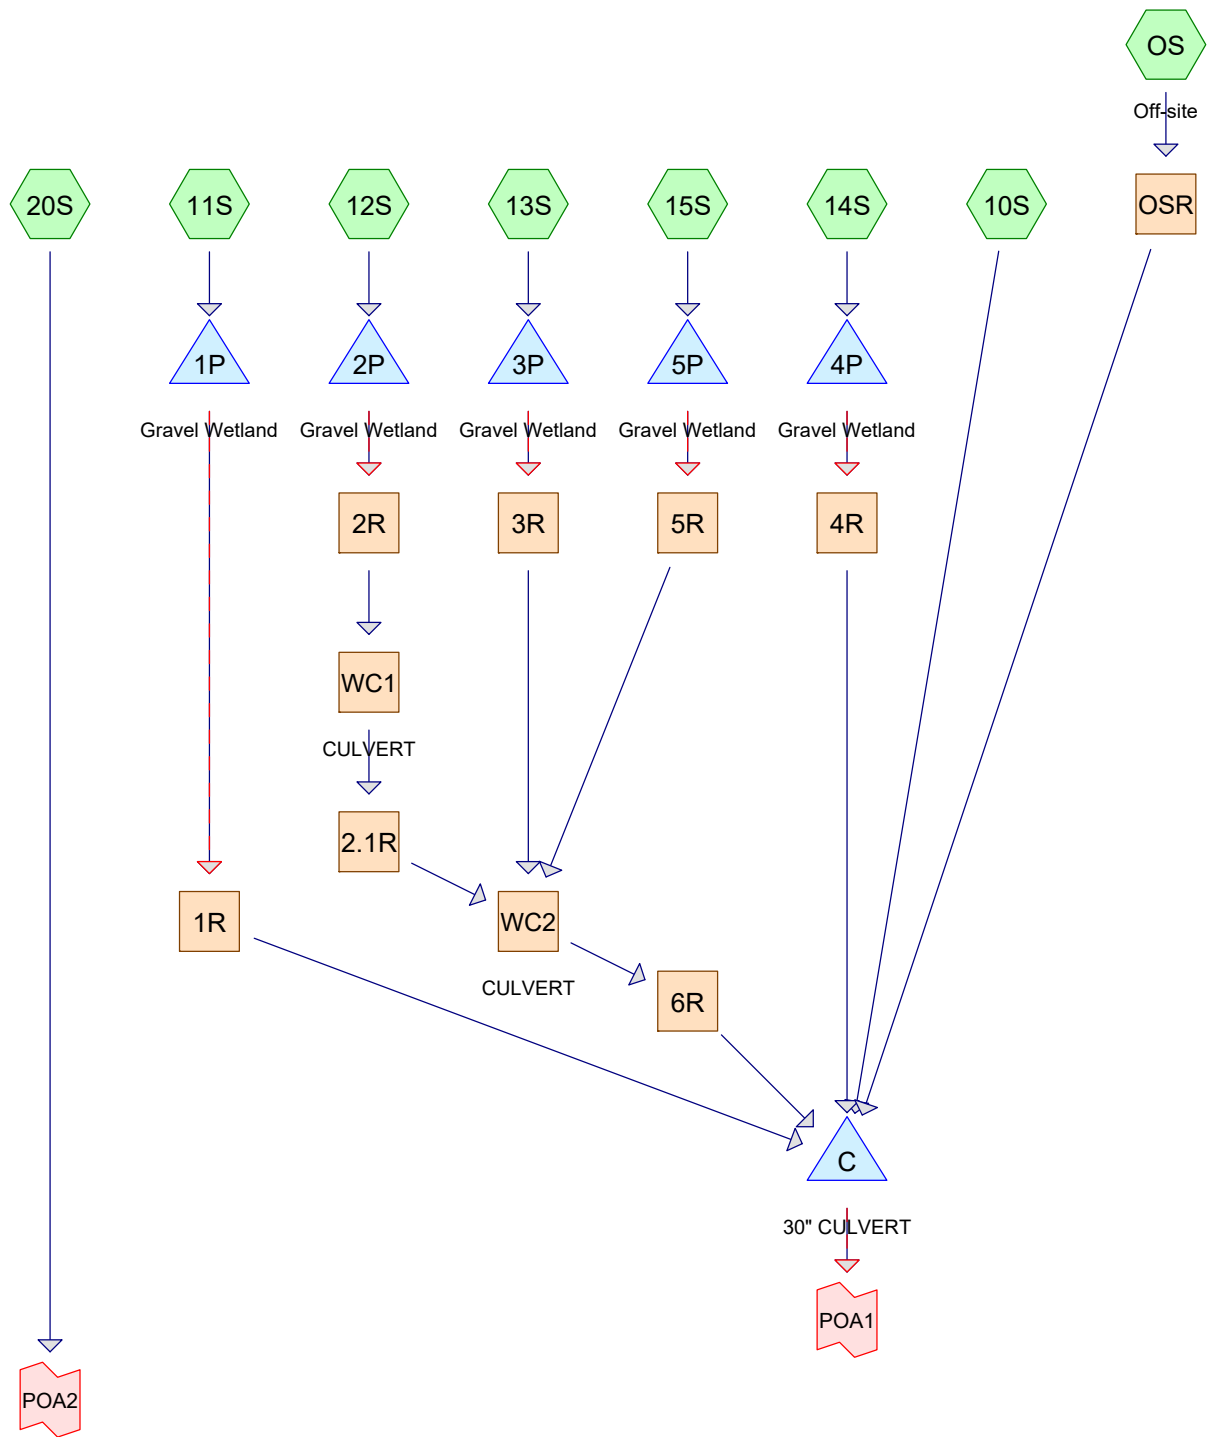 OS
Off-site
20S
11S
12S
13S
15S
14S
10S
OSR
1P
2P
3P
5P
4P
Gravel Wetland
Gravel Wetland
Gravel Wetland
Gravel Wetland
Gravel Wetland
2R
3R
5R
4R
WC1
CULVERT
2.1R
1R
WC2
CULVERT
6R
C
30" CULVERT
POA1
POA2